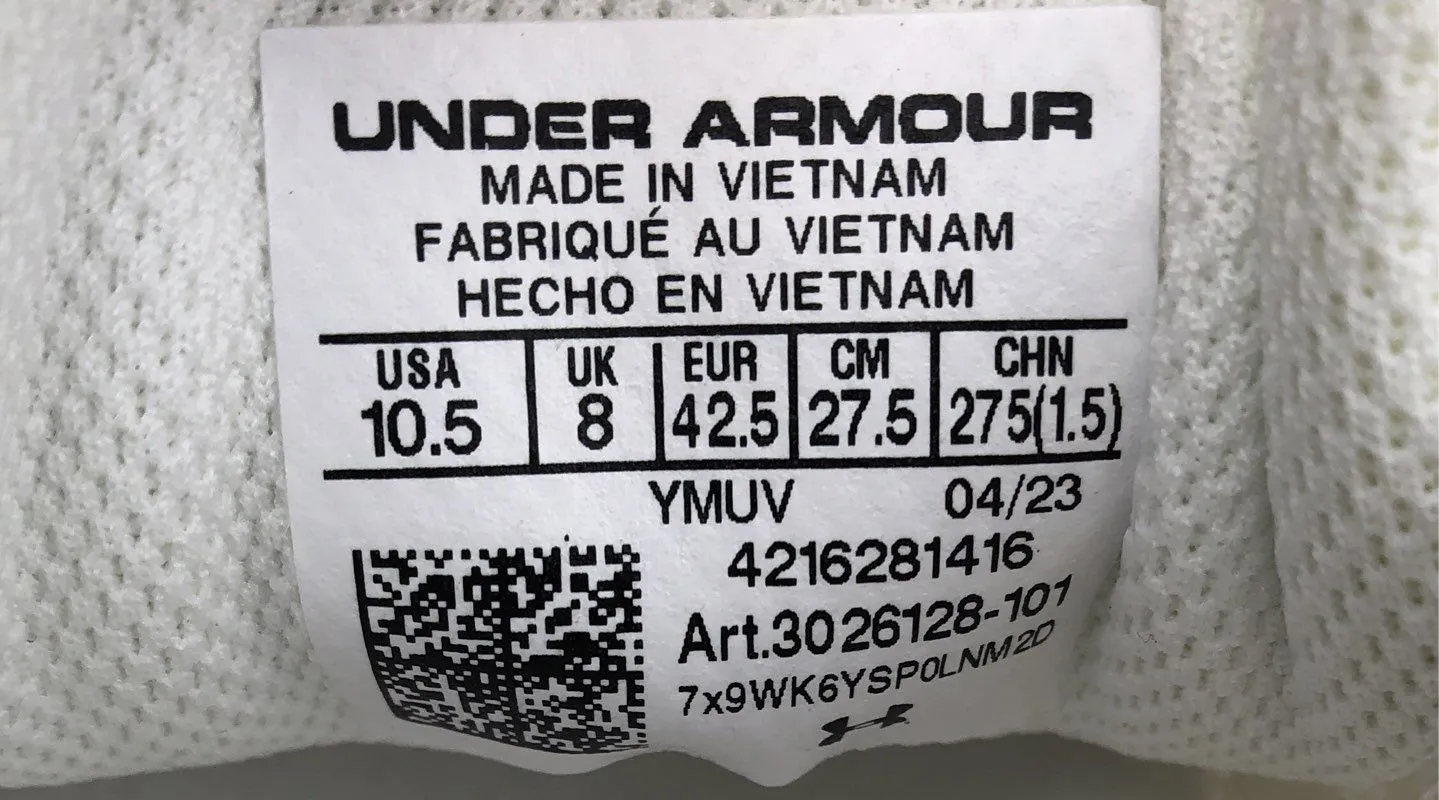 UNDER ARMOUR
MADE IN VIETNAM
FABRIQUÉ AU VIETNAM
HECHO EN VIETNAM
USA UK EUR CM CHN
10.5 8 42.5 27.5 275(1.5)
YMUV 04/23
4216281416
Art.3026128-101
7x9WK6YSP0LNM2D